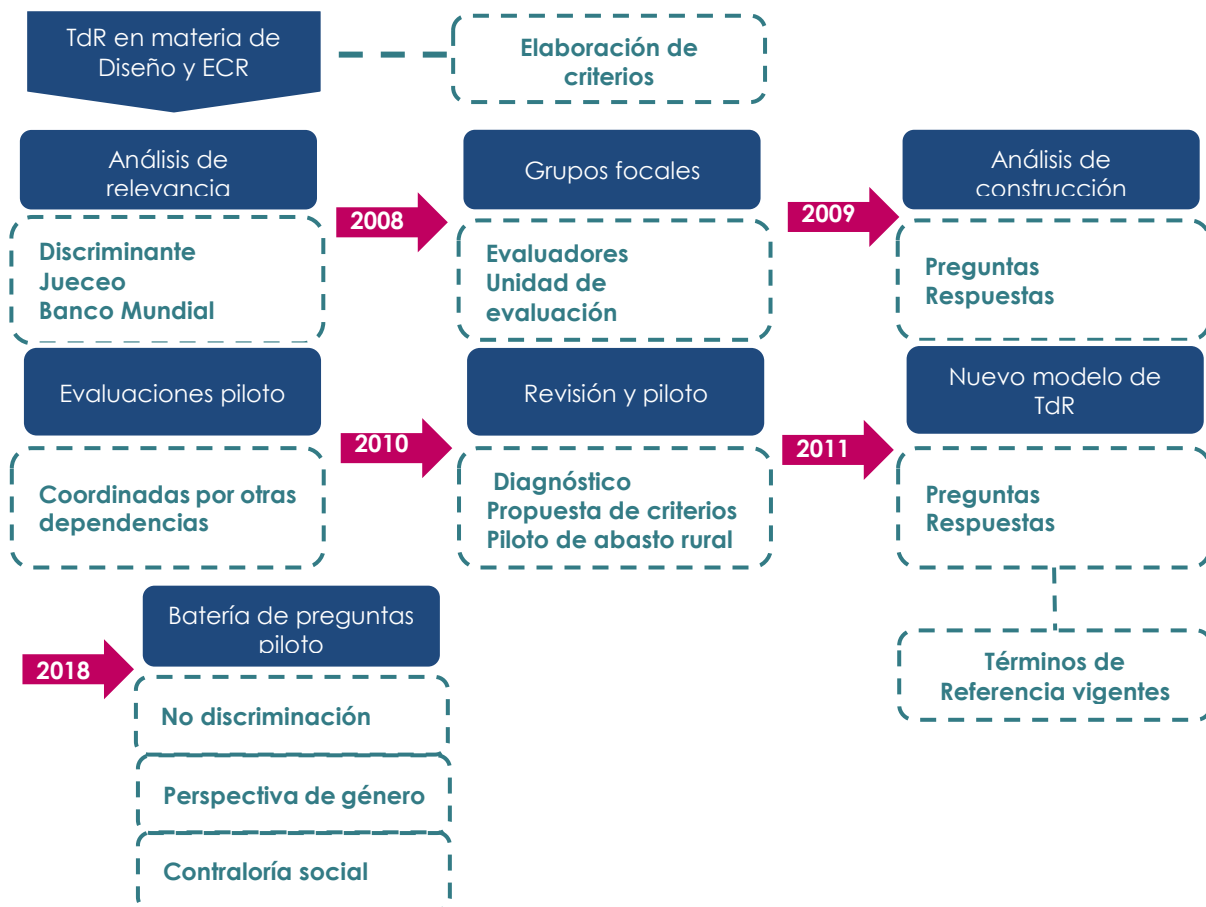 TdR en materia de
Diseño y ECR
Elaboración de
criterios
Análisis de
relevancia
2008
Grupos focales
2009
Análisis de
construcción
Discriminante
Jueceo
Banco Mundial
Evaluadores
Unidad de
evaluación
Preguntas
Respuestas
Evaluaciones piloto
2010
Revisión y piloto
2011
Nuevo modelo de
TdR
Coordinadas por otras
dependencias
Diagnóstico
Propuesta de criterios
Piloto de abasto rural
Preguntas
Respuestas
2018
Batería de preguntas
piloto
Términos de
Referencia vigentes
No discriminación
Perspectiva de género
Contraloría social